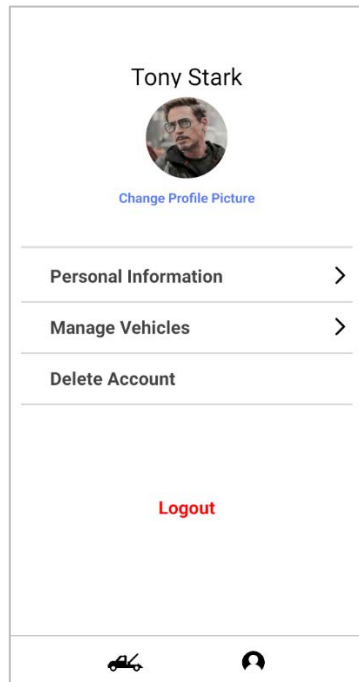 Tony Stark
Change Profile Picture
Personal Information
Manage Vehicles
Delete Account
Logout